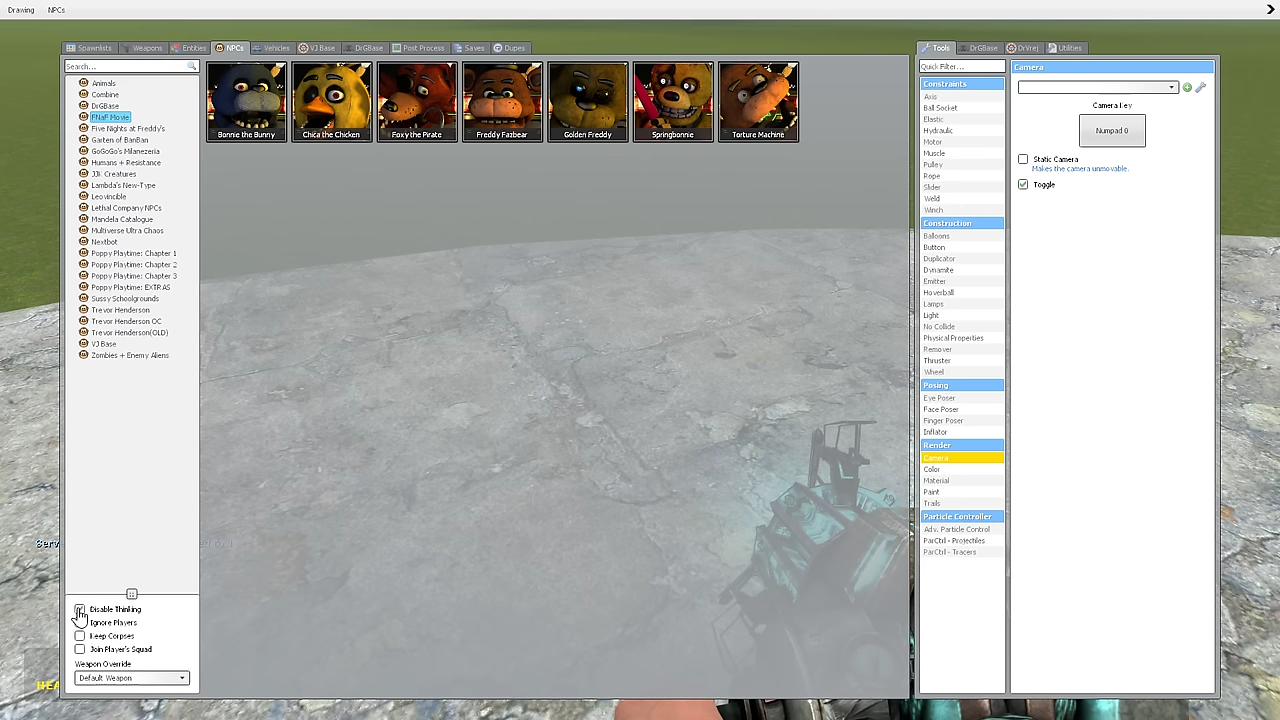 Drawing NPCs
Spawnlists Weapons Entities NPCs Vehicles VJ Base DrGBase Post Process Saves Dupes
Search...
Animals
Combine
DrGBase
FNaF Movie
Five Nights at Freddy's
Garten of BanBan
GoGoGo's Milanezeria
Humans + Resistance
JJK Creatures
Lambda's New-Type
Leovincible
Lethal Company NPCs
Mandela Catalogue
Multiverse Ultra Chaos
Nextbot
Poppy Playtime: Chapter 1
Poppy Playtime: Chapter 2
Poppy Playtime: Chapter 3
Poppy Playtime: EXTRAS
Sussy Schoolgrounds
Trevor Henderson
Trevor Henderson OC
Trevor Henderson(OLD)
VJ Base
Zombies + Enemy Aliens
Disable Thinking
Ignore Players
Keep Corpses
Join Player's Squad
Weapon Override
Default Weapon
Bonnie the Bunny
Chica the Chicken
Foxy the Pirate
Freddy Fazbear
Golden Freddy
Springbonnie
Torture Machine
Tools DrGBase DrVrej Utilities
Quick Filter...
Constraints
Axis
Ball Socket
Elastic
Hydraulic
Motor
Muscle
Pulley
Rope
Slider
Weld
Winch
Construction
Balloons
Button
Duplicator
Dynamite
Emitter
Hoverball
Lamps
Light
No Collide
Physical Properties
Remover
Thruster
Wheel
Posing
Eye Poser
Face Poser
Finger Poser
Inflator
Render
Camera
Color
Material
Paint
Trails
Particle Controller
Adv. Particle Control
ParCtrl - Projectiles
ParCtrl - Tracers
Camera
Camera Key
Numpad 0
Static Camera
Makes the camera unmovable.
Toggle